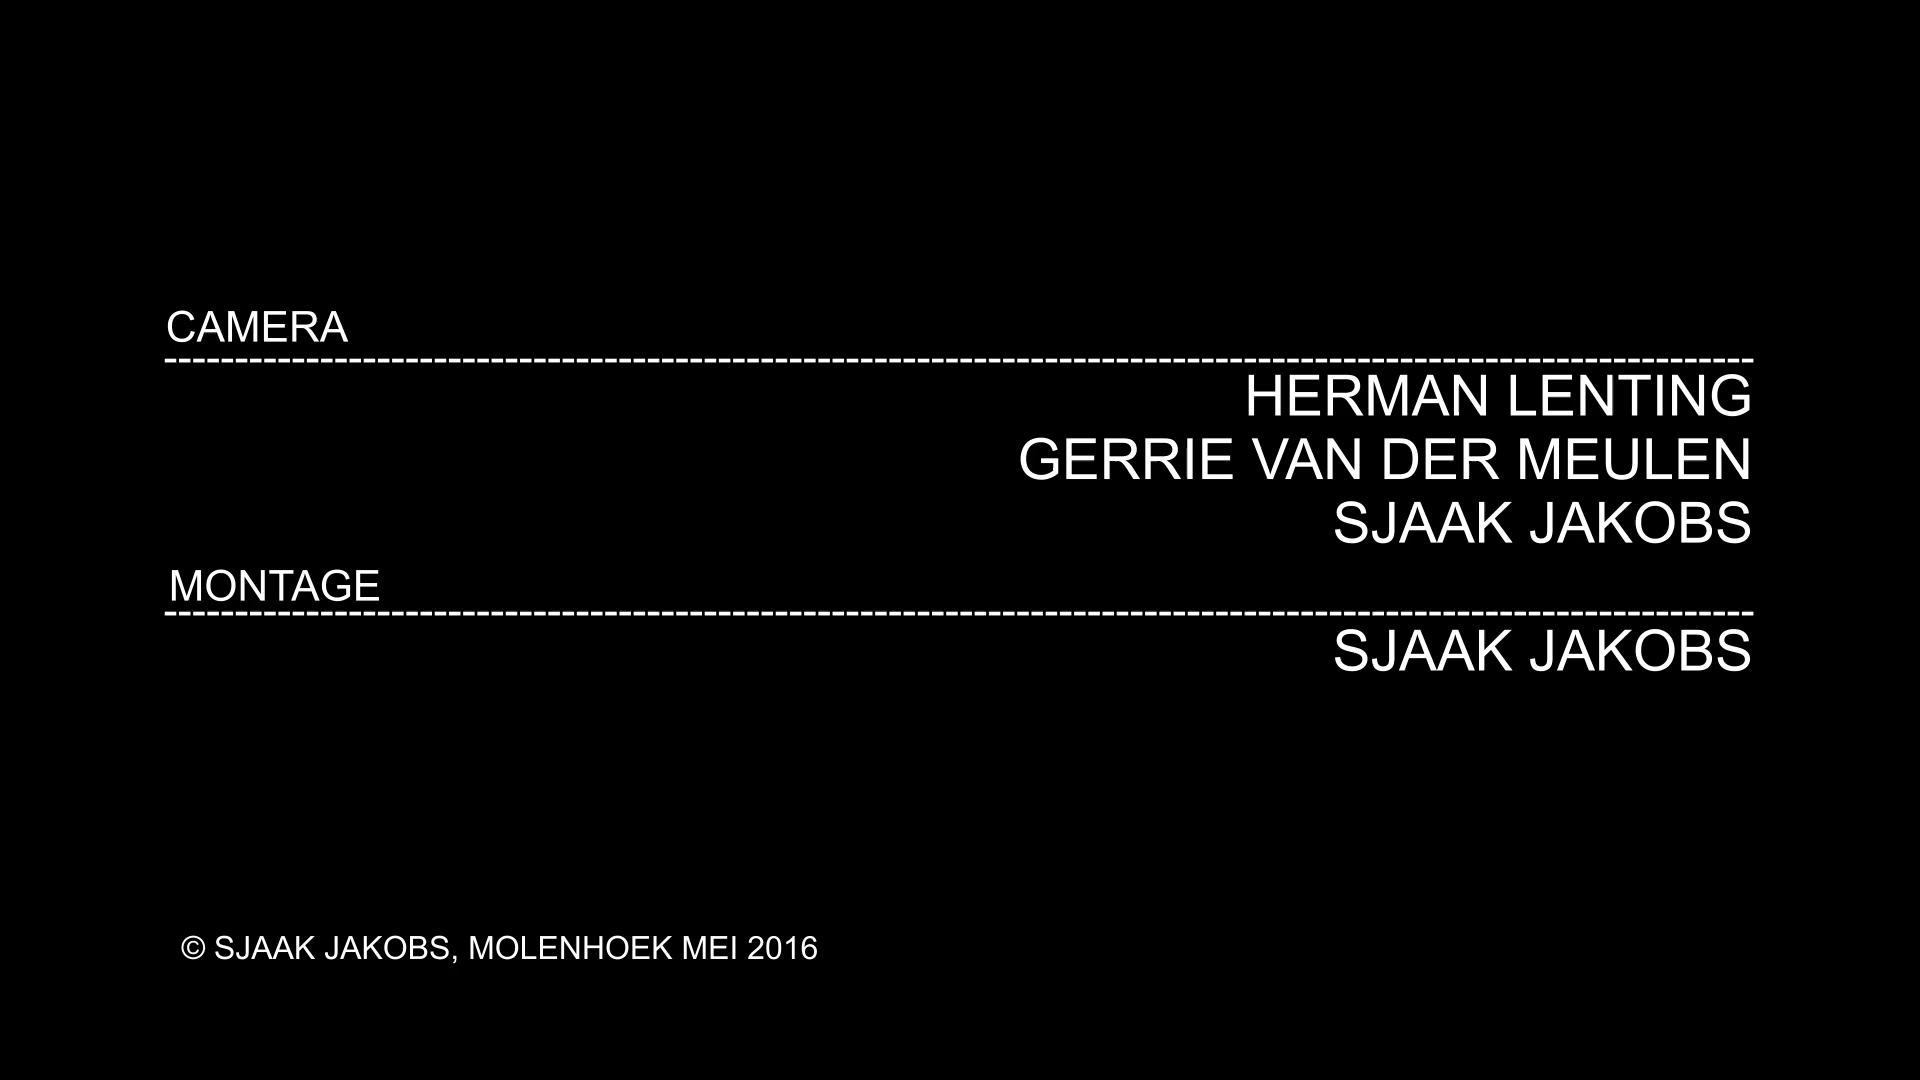 CAMERA
HERMAN LENTING
GERRIE VAN DER MEULEN
SJAAK JAKOBS
MONTAGE
SJAAK JAKOBS
© SJAAK JAKOBS, MOLENHOEK MEI 2016